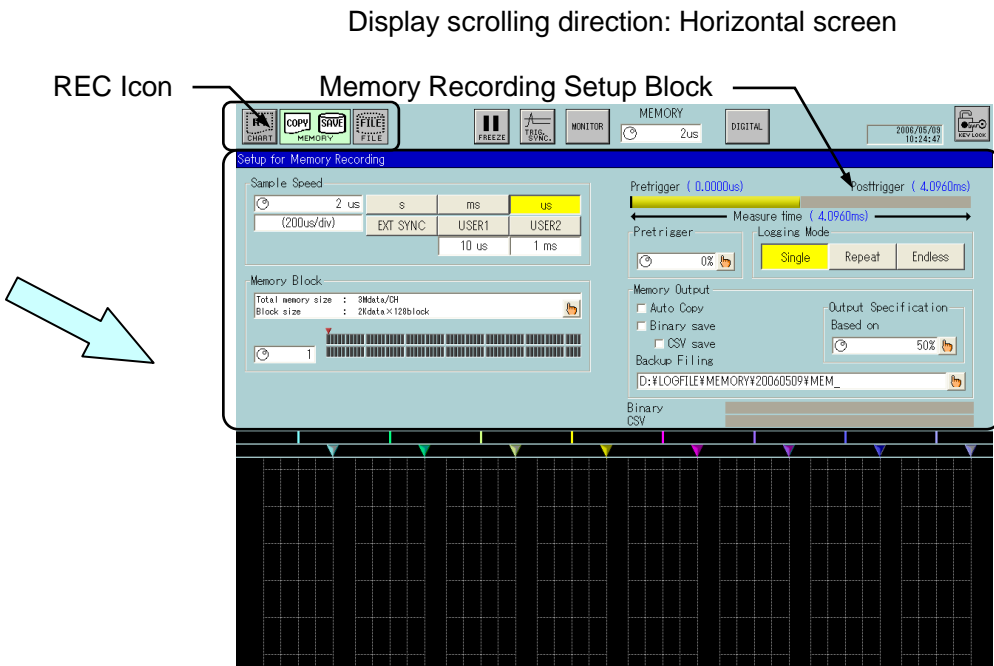 Display scrolling direction: Horizontal screen
REC Icon
Memory Recording Setup Block
CHART
COPY SAVE
MEMORY
FILE
FILE
FREEZE
TRIG.
SYNC.
MONITOR
MEMORY
2us
DIGITAL
2006/05/09
10:24:47
KEY LOCK
Setup for Memory Recording
Sample Speed
2 us
s ms us
(200us/div)
EXT SYNC USER1 USER2
10 us 1 ms
Memory Block
Total memory size : 3Mdata/CH
Block size : 2Kdata×128block
1
Pretrigger ( 0.0000us) Posttrigger ( 4.0960ms)
Measure time ( 4.0960ms)
Pretrigger
0%
Logging Mode
Single Repeat Endless
Memory Output
Auto Copy
Binary save
CSV save
Output Specification
Based on
50%
Backup Filing
D:¥LOGFILE¥MEMORY¥20060509¥MEM_
Binary
CSV